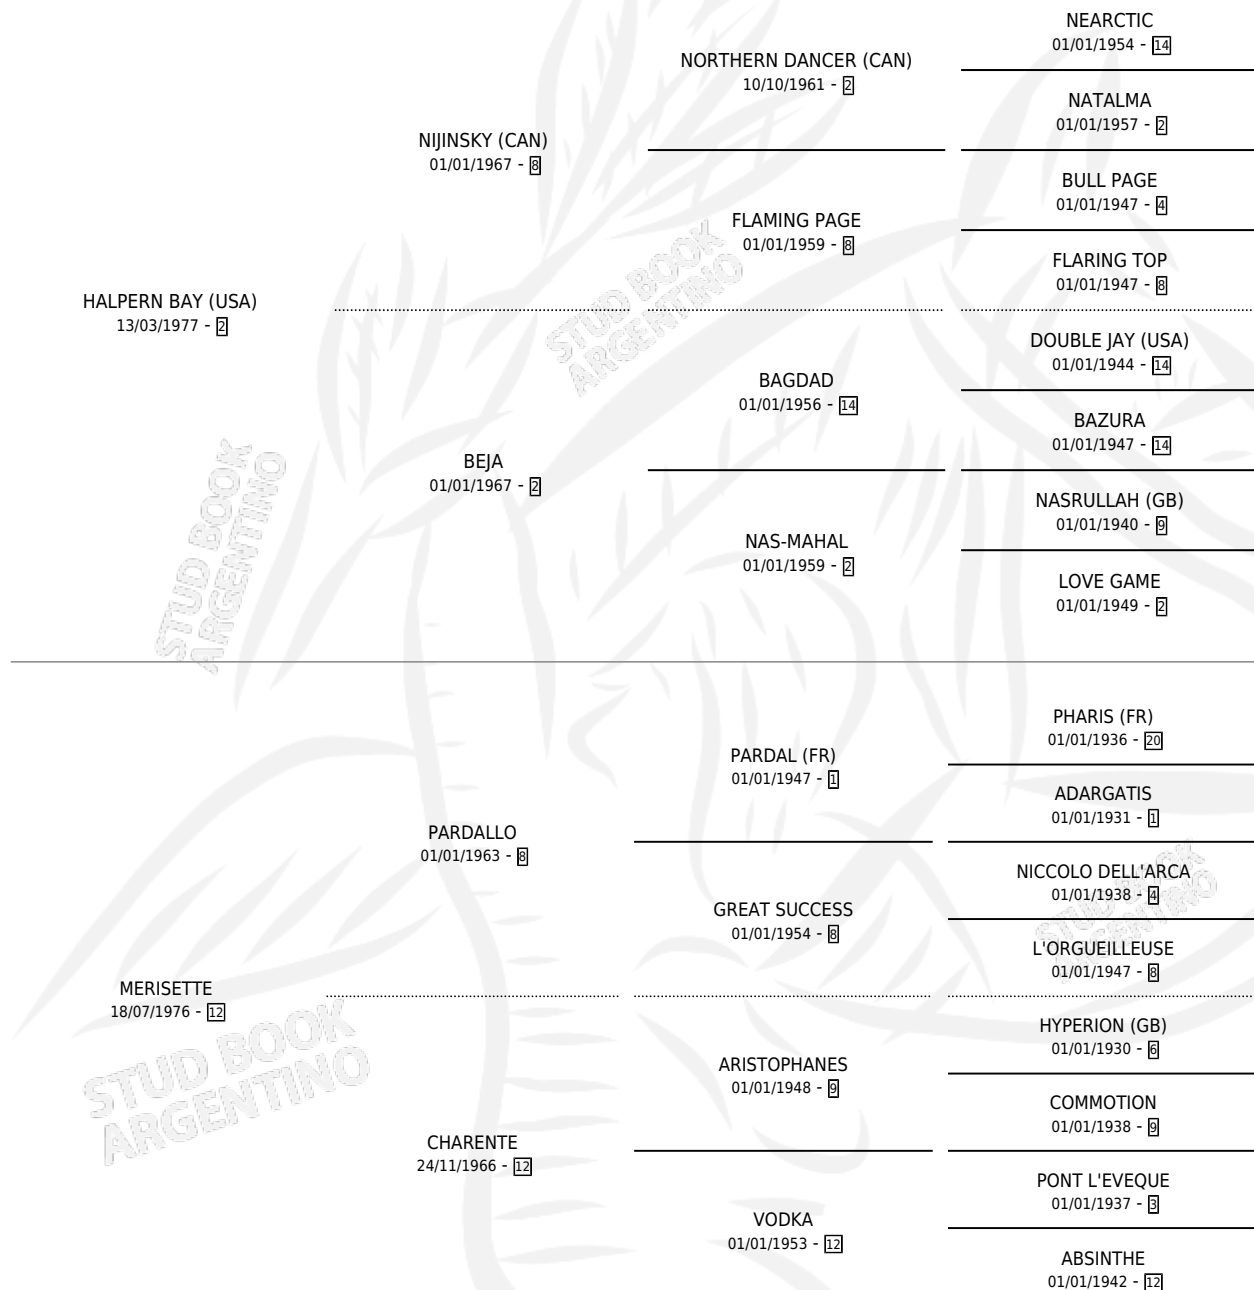 NEARCTIC
01/01/1954 - 14
NORTHERN DANCER (CAN)
10/10/1961 - 2
NATALMA
01/01/1957 - 2
NIJINSKY (CAN)
01/01/1967 - 8
BULL PAGE
01/01/1947 - 4
FLAMING PAGE
01/01/1959 - 8
FLARING TOP
01/01/1947 - 8
HALPERN BAY (USA)
13/03/1977 - 2
DOUBLE JAY (USA)
01/01/1944 - 14
BAGDAD
01/01/1956 - 14
BAZURA
01/01/1947 - 14
BEJA
01/01/1967 - 2
NASRULLAH (GB)
01/01/1940 - 9
NAS-MAHAL
01/01/1959 - 2
LOVE GAME
01/01/1949 - 2
PHARIS (FR)
01/01/1936 - 20
PARDAL (FR)
01/01/1947 - 1
ADARGATIS
01/01/1931 - 1
PARDALLO
01/01/1963 - 8
NICCOLO DELL'ARCA
01/01/1938 - 4
GREAT SUCCESS
01/01/1954 - 8
L'ORGUEILLEUSE
01/01/1947 - 8
MERISETTE
18/07/1976 - 12
HYPERION (GB)
01/01/1930 - 6
ARISTOPHANES
01/01/1948 - 9
COMMOTION
01/01/1938 - 9
CHARENTE
24/11/1966 - 12
PONT L'EVEQUE
01/01/1937 - 3
VODKA
01/01/1953 - 12
ABSINTHE
01/01/1942 - 12
STUD BOOK
ARGENTINO
STUD BOOK
ARGENTINO
STUD BOOK
ARGENTINO
STUD BOOK
ARGENTINO